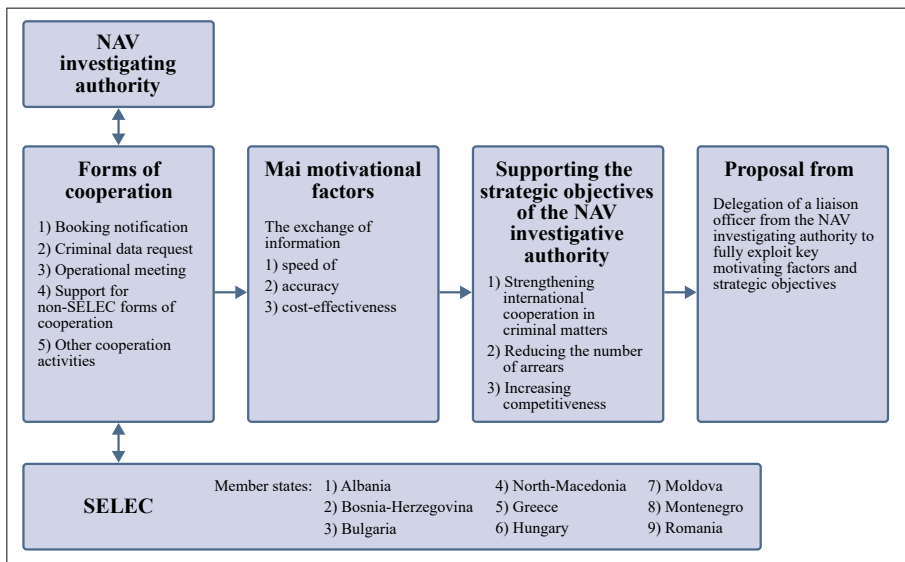 NAV
investigating
authority
Forms of
cooperation
1) Booking notification
2) Criminal data request
3) Operational meeting
4) Support for
non-SELEC forms of
cooperation
5) Other cooperation
activities
Mai motivational
factors
The exchange of
information
1) speed of
2) accuracy
3) cost-effectiveness
Supporting the
strategic objectives
of the NAV
investigative
authority
1) Strengthening
international
cooperation in
criminal matters
2) Reducing the number
of arrears
3) Increasing
competitiveness
Proposal from
Delegation of a liaison
officer from the NAV
investigating authority to
fully exploit key
motivating factors and
strategic objectives
SELEC
Member states:
1) Albania
2) Bosnia-Herzegovina
3) Bulgaria
4) North-Macedonia
5) Greece
6) Hungary
7) Moldova
8) Montenegro
9) Romania